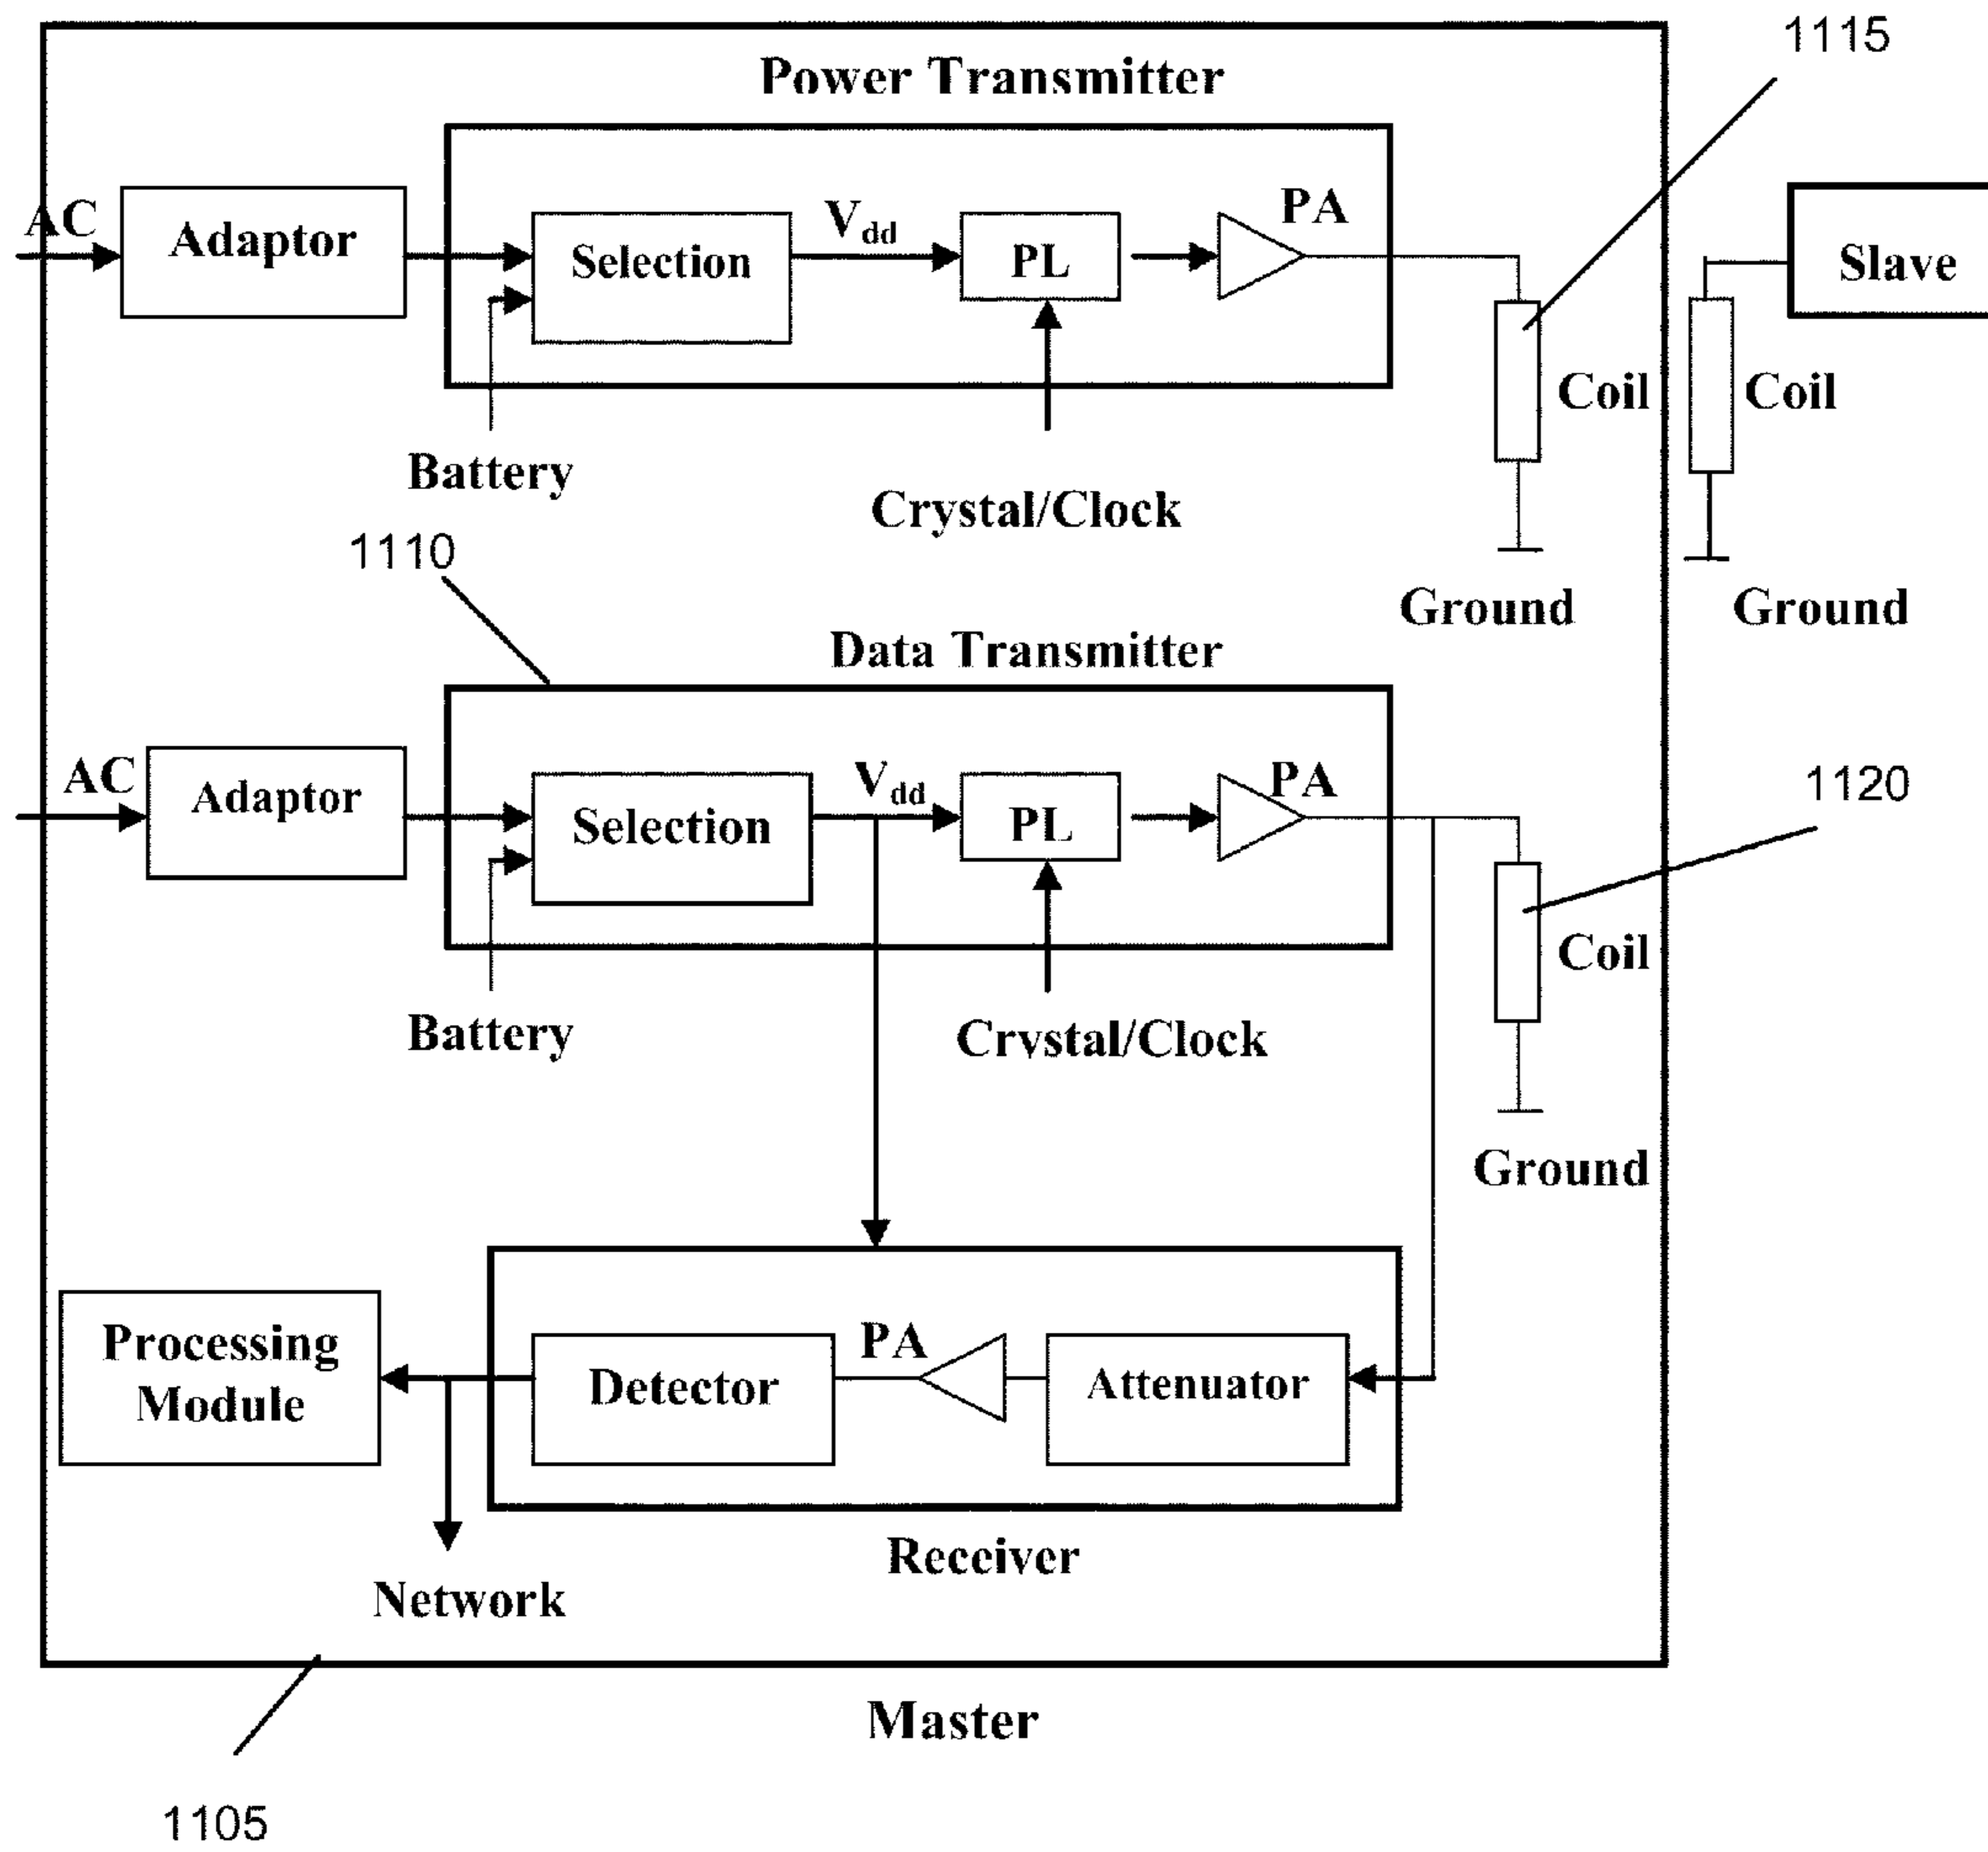 1115
Power Transmitter
AC
Adaptor
Selection
Vdd
PL
PA
Coil
Coil
Slave
Battery
Crystal/Clock
Ground
Ground
1110
Data Transmitter
AC
Adaptor
Selection
Vdd
PL
PA
1120
Coil
Battery
Crystal/Clock
Ground
Processing
Module
Detector
PA
Attenuator
Receiver
Network
Master
1105